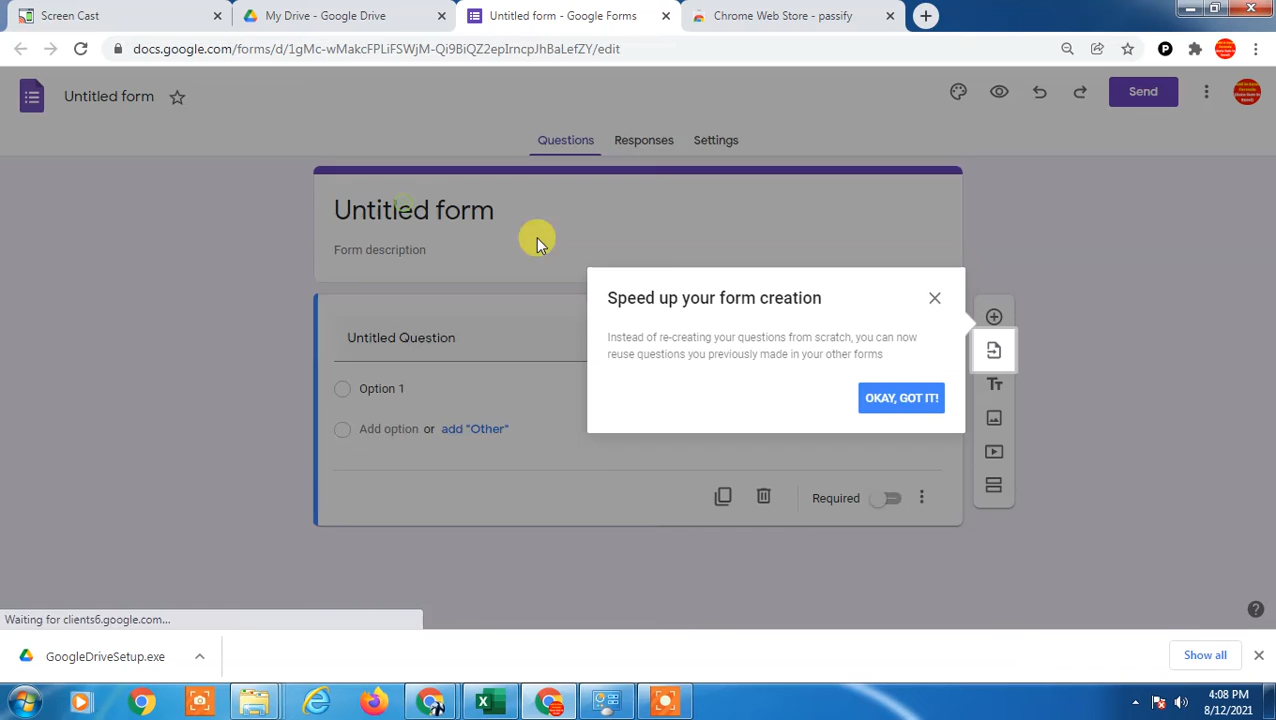 Screen Cast
My Drive - Google Drive
Untitled form - Google Forms
Chrome Web Store - passify
docs.google.com/forms/d/1gMc-wMakcFPLiFSWjM-Qi9BiQZ2epIrntcpJhBaLefZY/edit
P
Untitled form
Send
Questions
Responses
Settings
Untitled form
Form description
Speed up your form creation
Instead of re-creating your questions from scratch, you can now
reuse questions you previously made in your other forms
OKAY, GOT IT!
Untitled Question
Option 1
Add option or add "Other"
Tт
Required
Waiting for clients6.google.com...
GoogleDriveSetup.exe
Show all
4:08 PM
8/12/2021